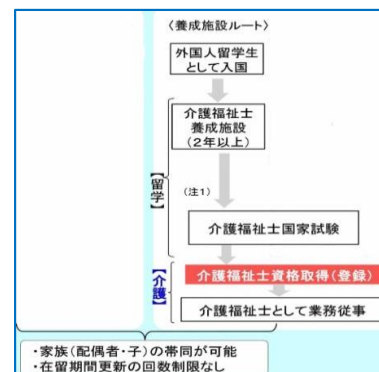 〈養成施設ルート〉
外国人留学生
として入国
介護福祉士
養成施設
(2年以上)
【留学】
(注1)
介護福祉士国家試験
【介護】
介護福祉士資格取得(登録)
介護福祉士として業務従事
・家族(配偶者・子)の帯同が可能
・在留期間更新の回数制限なし